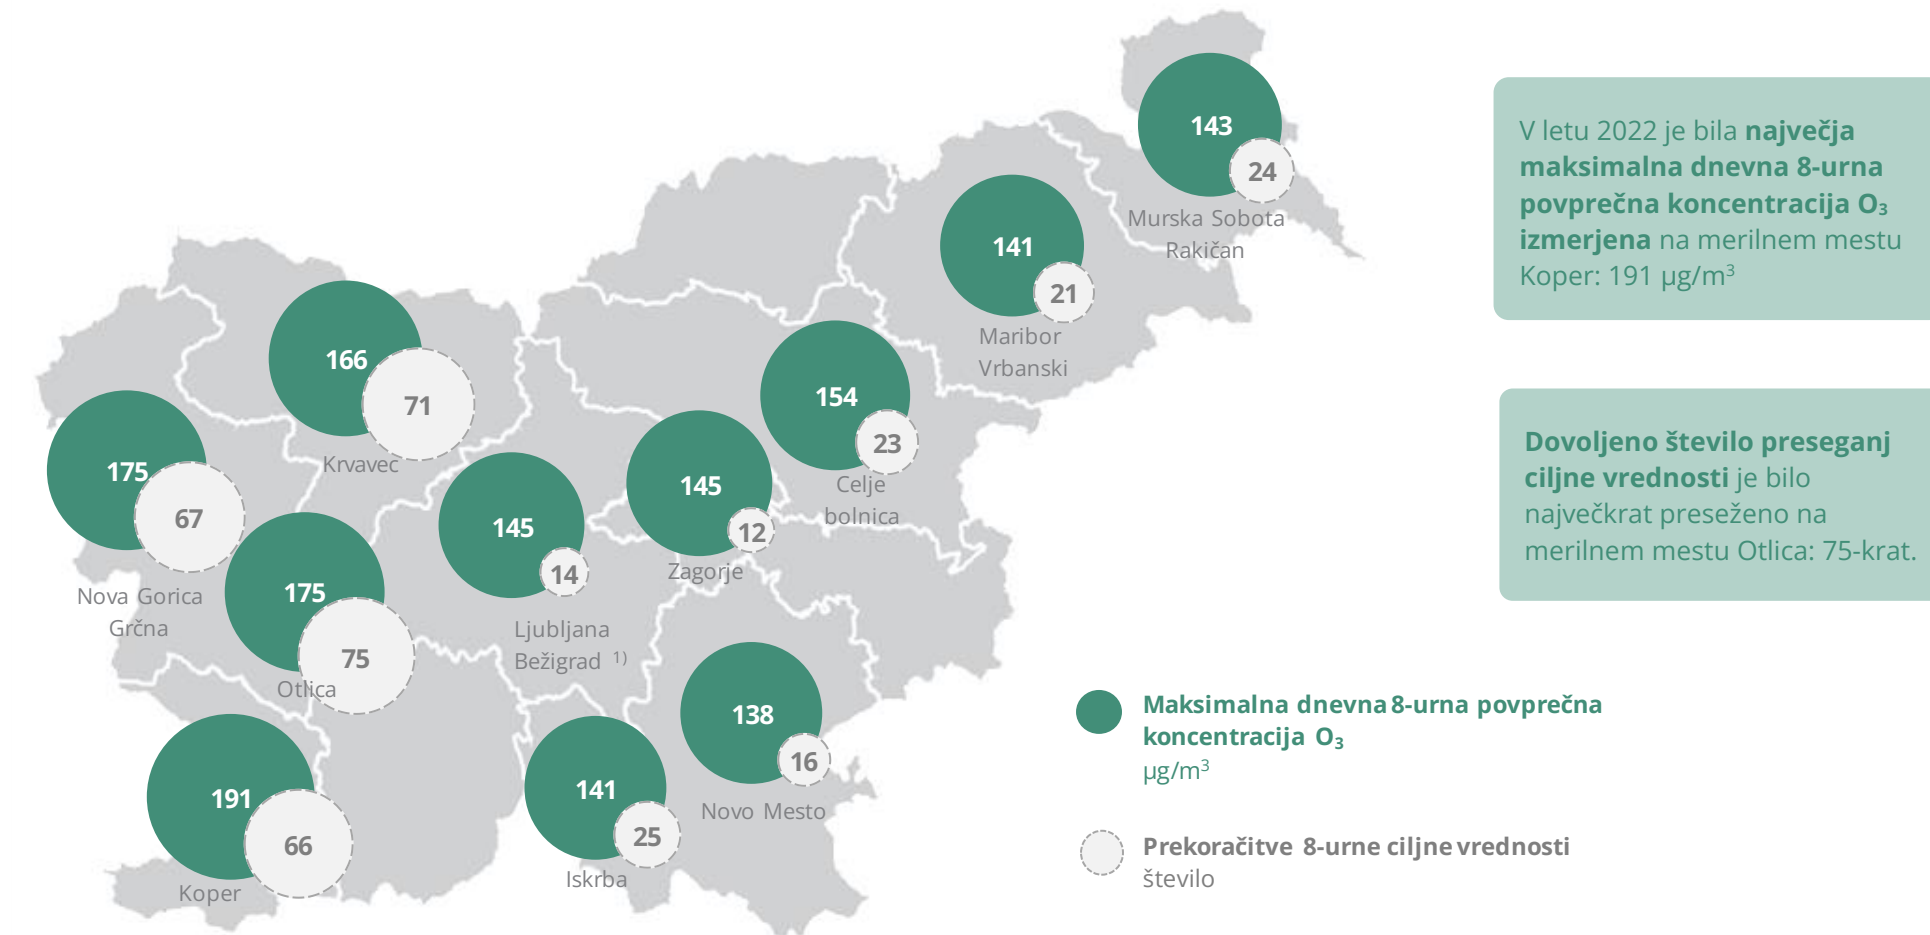 143
24
Murska Sobota
Rakičan
141
21
Maribor
Vrbanski
166
71
Krvavec
154
23
Celje
bolnica
175
67
Nova Gorica
Grčna
145
12
Zagorje
145
14
Ljubljana
Bežigrad 1)
175
75
Otlica
138
16
Novo Mesto
191
66
Koper
141
25
Iskrba
V letu 2022 je bila največja
maksimalna dnevna 8-urna
povprečna koncentracija O₃
izmerjena na merilnem mestu
Koper: 191 µg/m³
Dovoljeno število preseganj
ciljne vrednosti je bilo
največkrat preseženo na
merilnem mestu Otlica: 75-krat.
Maksimalna dnevna 8-urna povprečna
koncentracija O₃
µg/m³
Prekoračitve 8-urne ciljne vrednosti
število